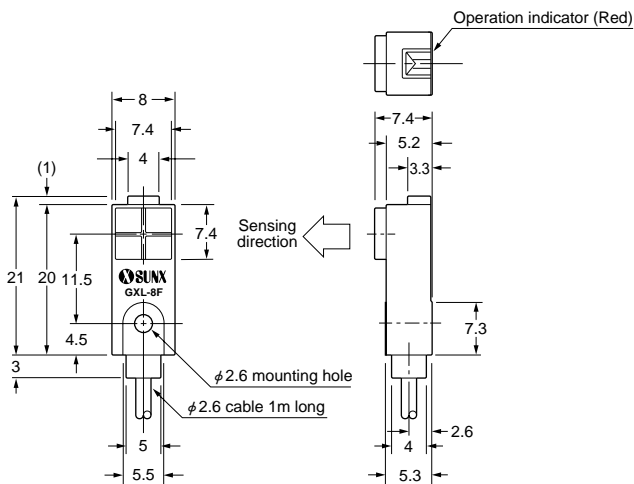 Operation indicator (Red)
8
7.4
4
(1)
7.4
5.2
3.3
21
20
11.5
4.5
3
7.4
Sensing
direction
SUNX
GXL-8F
7.3
φ2.6 mounting hole
φ2.6 cable 1m long
5
5.5
2.6
4
5.3